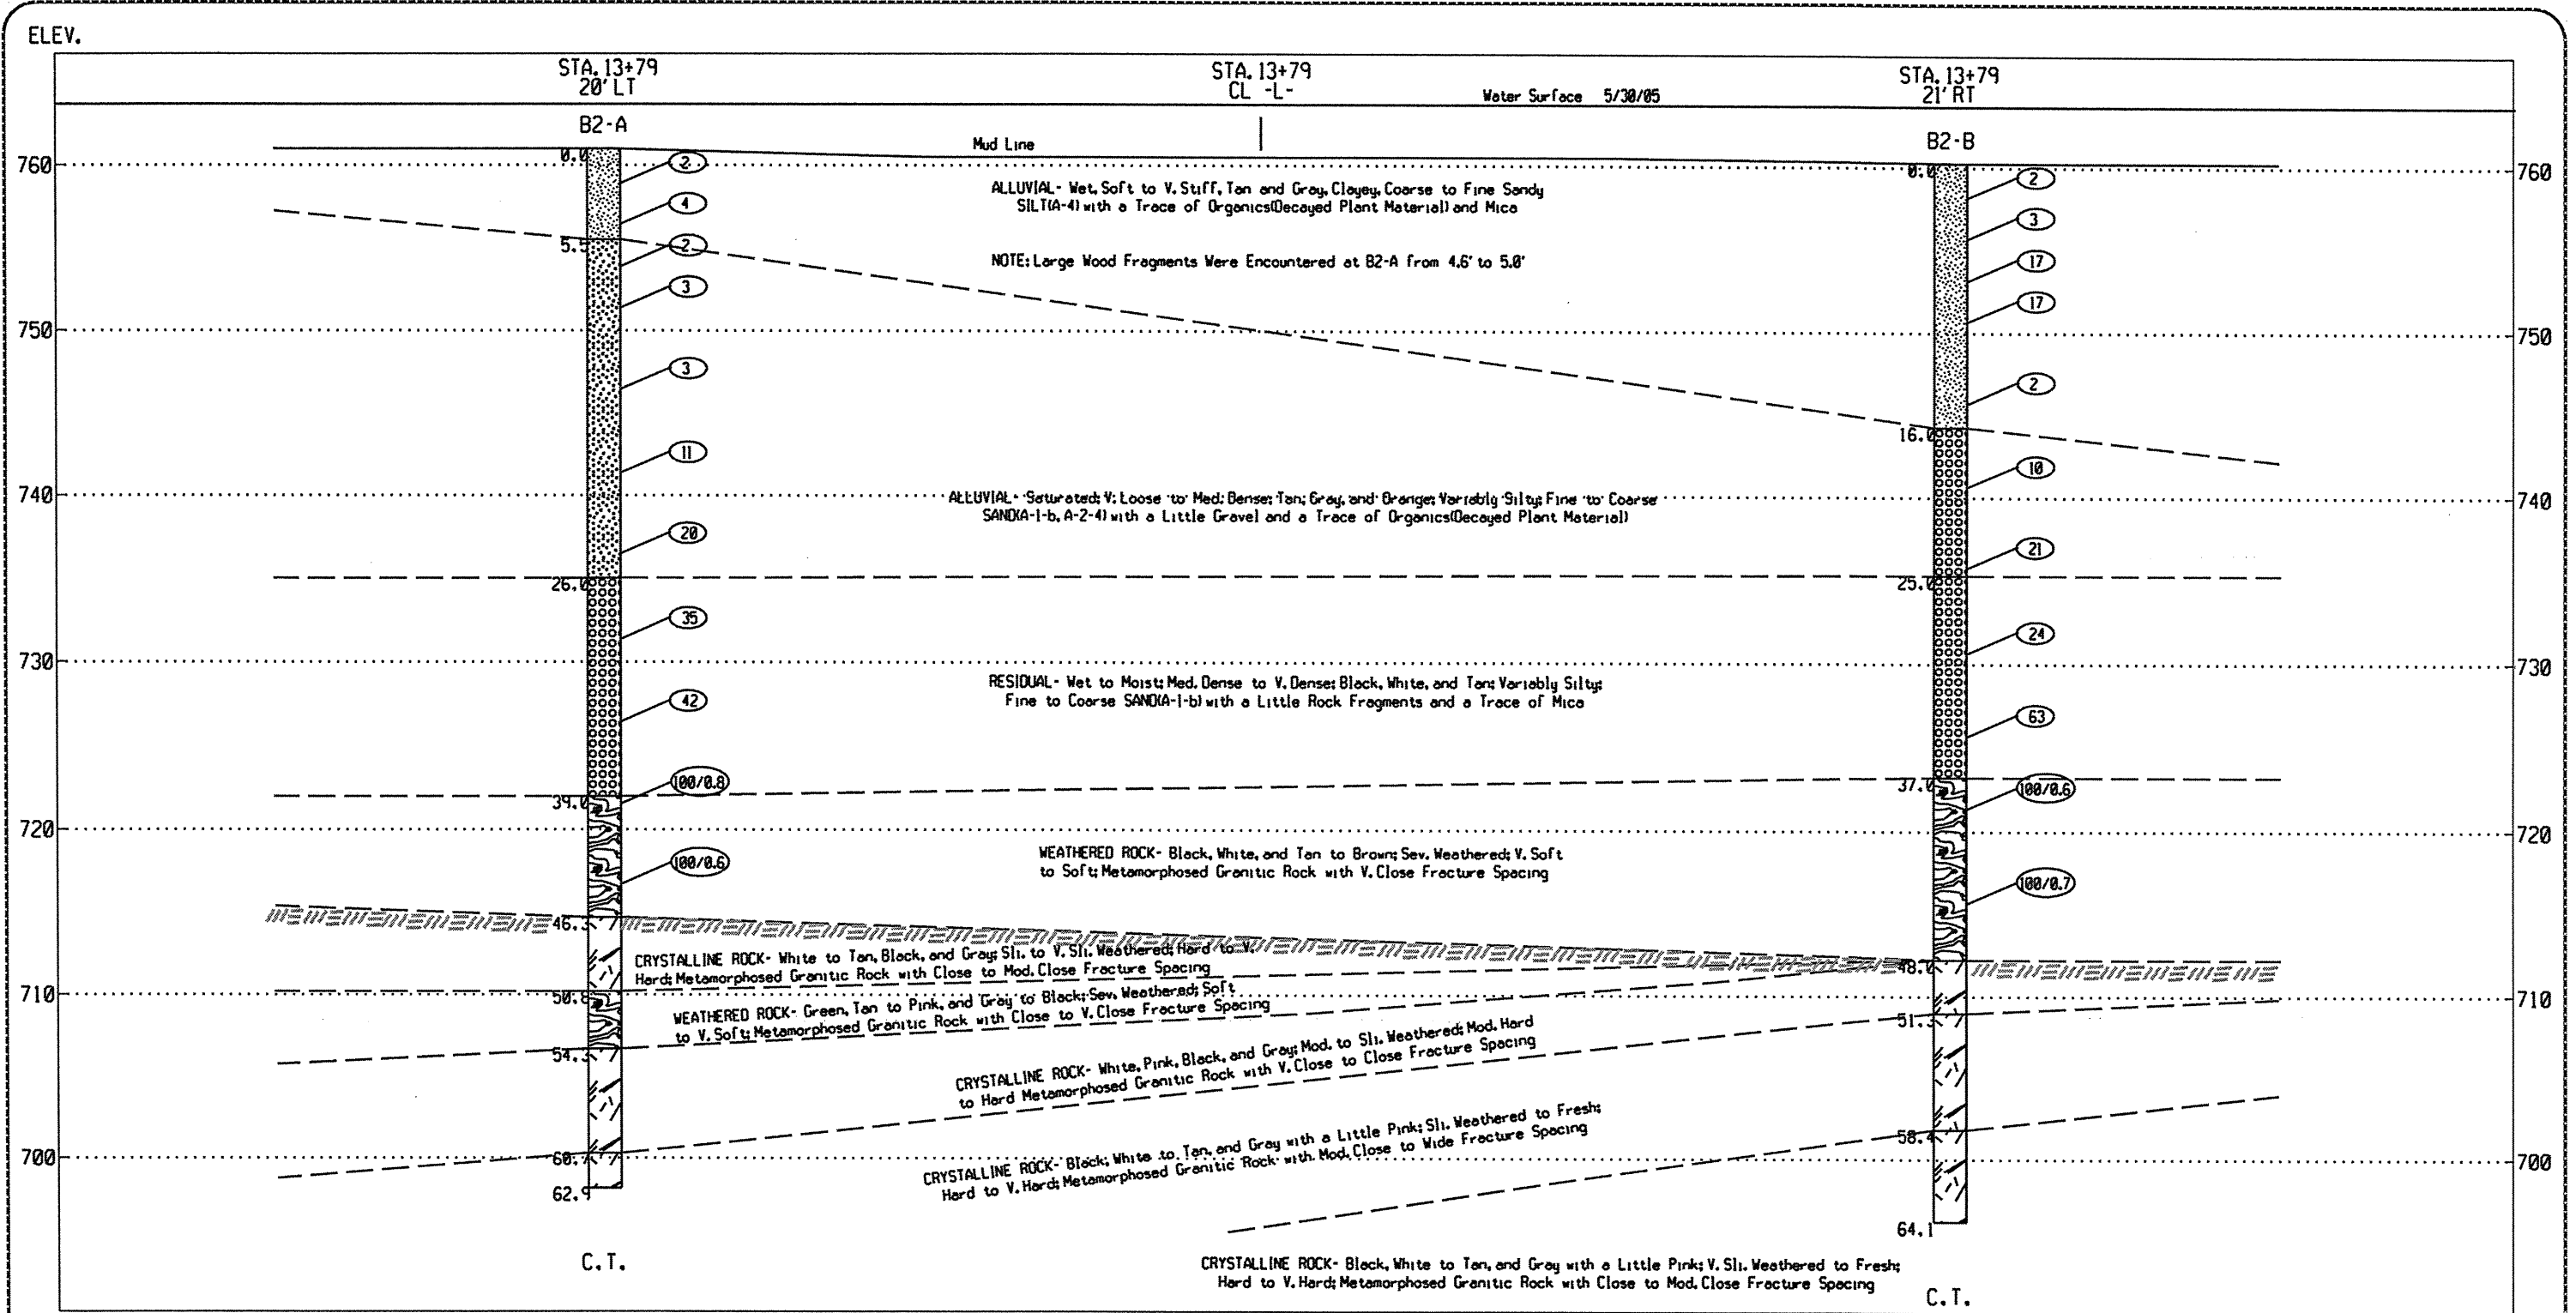 ELEV.
STA. 13+79
20' LT
STA. 13+79
CL -L-
Water Surface 5/30/05
STA. 13+79
21' RT
B2-A
Mud Line
B2-B
760
0.0
2
0.0
2
760
ALLUVIAL- Wet, Soft to V. Stiff, Tan and Gray, Clayey, Coarse to Fine Sandy
SILT(A-4) with a Trace of Organics(Decayed Plant Material) and Mica
4
3
5.5
2
NOTE: Large Wood Fragments Were Encountered at B2-A from 4.6' to 5.0'
17
3
17
750
750
3
2
11
16.0
10
740
ALLUVIAL- Saturated; V. Loose to Med. Dense; Tan, Gray, and Orange; Variably Silty; Fine to Coarse
SAND(A-1-b, A-2-4) with a Little Gravel and a Trace of Organics(Decayed Plant Material)
740
20
21
26.0
25.0
35
24
730
730
RESIDUAL- Wet to Moist; Med. Dense to V. Dense; Black, White, and Tan; Variably Silty;
Fine to Coarse SAND(A-1-b) with a Little Rock Fragments and a Trace of Mica
42
63
100/0.8
39.0
37.0
100/0.6
720
720
100/0.6
WEATHERED ROCK- Black, White, and Tan to Brown; Sev. Weathered; V. Soft
to Soft; Metamorphosed Granitic Rock with V. Close Fracture Spacing
100/0.7
46.3
CRYSTALLINE ROCK- White to Tan, Black, and Gray; Sli. to V. Sli. Weathered; Hard to V.
Hard; Metamorphosed Granitic Rock with Close to Mod. Close Fracture Spacing
48.0
710
50.8
710
WEATHERED ROCK- Green, Tan to Pink, and Gray to Black; Sev. Weathered; Soft
to V. Soft; Metamorphosed Granitic Rock with Close to V. Close Fracture Spacing
51.3
54.3
CRYSTALLINE ROCK- White, Pink, Black, and Gray; Mod. to Sli. Weathered; Mod. Hard
to Hard Metamorphosed Granitic Rock with V. Close to Close Fracture Spacing
58.4
700
60.7
700
CRYSTALLINE ROCK- Black, White to Tan, and Gray with a Little Pink; Sli. Weathered to Fresh;
Hard to V. Hard; Metamorphosed Granitic Rock with Mod. Close to Wide Fracture Spacing
62.9
64.1
C.T.
CRYSTALLINE ROCK- Black, White to Tan, and Gray with a Little Pink; V. Sli. Weathered to Fresh;
Hard to V. Hard; Metamorphosed Granitic Rock with Close to Mod. Close Fracture Spacing
C.T.